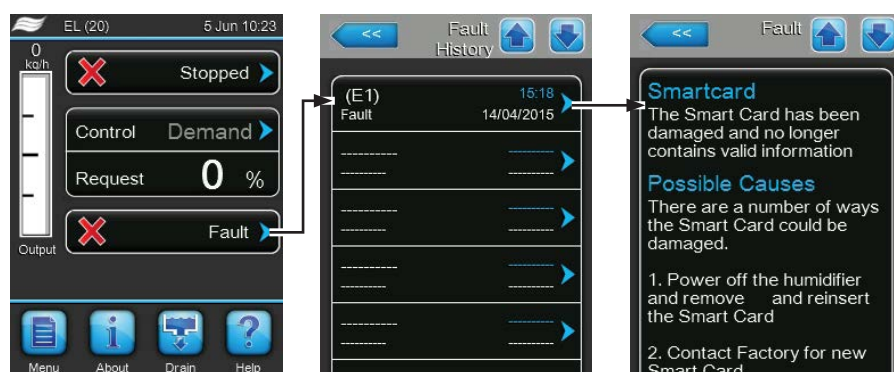 EL (20) 5 Jun 10:23
0
kg/h
Stopped
Control Demand
Request 0 %
Fault
Output
Menu About Drain Help
<< Fault
History
(E1) 15:18
Fault 14/04/2015
---------- ----------
---------- ----------
---------- ----------
---------- ----------
---------- ----------
---------- ----------
---------- ----------
---------- ----------
<< Fault
Smartcard
The Smart Card has been
damaged and no longer
contains valid information
Possible Causes
There are a number of ways
the Smart Card could be
damaged.
1. Power off the humidifier
and remove and reinsert
the Smart Card
2. Contact Factory for new
Smart Card